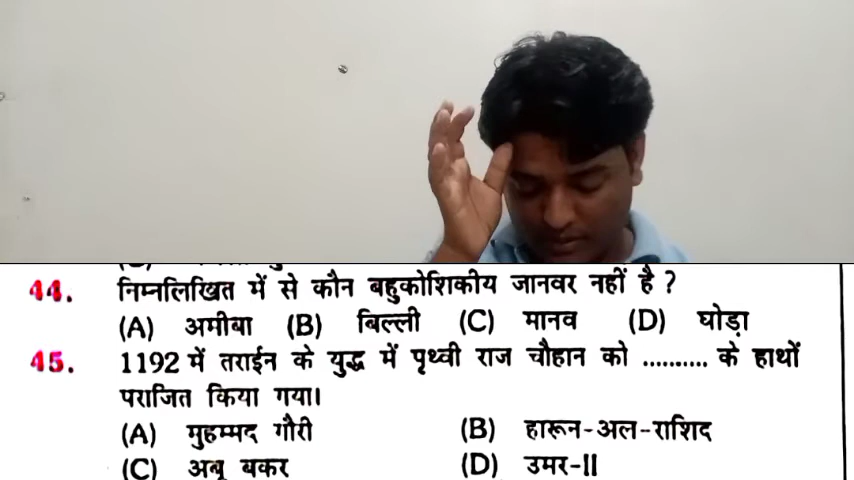 44. निम्नलिखित में से कौन बहुकोशिकीय जानवर नहीं है ?
(A) अमीबा (B) बिल्ली (C) मानव (D) घोड़ा
45. 1192 में तराईन के युद्ध में पृथ्वी राज चौहान को .......... के हाथों
पराजित किया गया।
(A) मुहम्मद गौरी (B) हारून-अल-राशिद
(C) अबू बकर (D) उमर-II